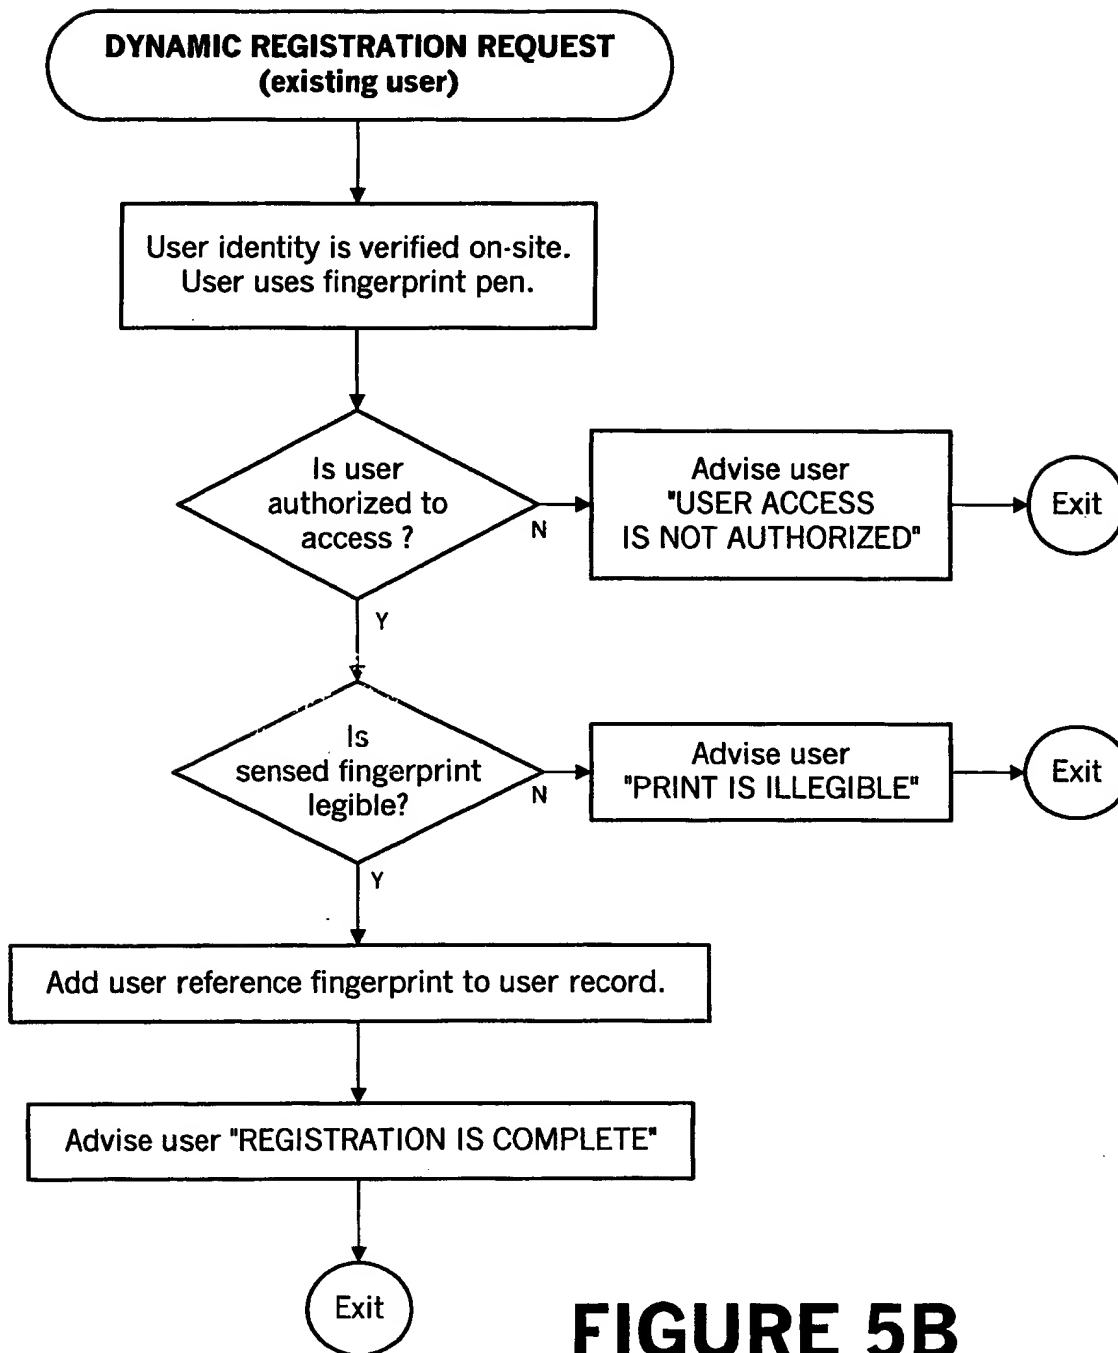 DYNAMIC REGISTRATION REQUEST
(existing user)
User identity is verified on-site.
User uses fingerprint pen.
Is user
authorized to
access ?
N
Advise user
"USER ACCESS
IS NOT AUTHORIZED"
Exit
Y
Is
sensed fingerprint
legible?
N
Advise user
"PRINT IS ILLEGIBLE"
Exit
Y
Add user reference fingerprint to user record.
Advise user "REGISTRATION IS COMPLETE"
Exit
FIGURE 5B